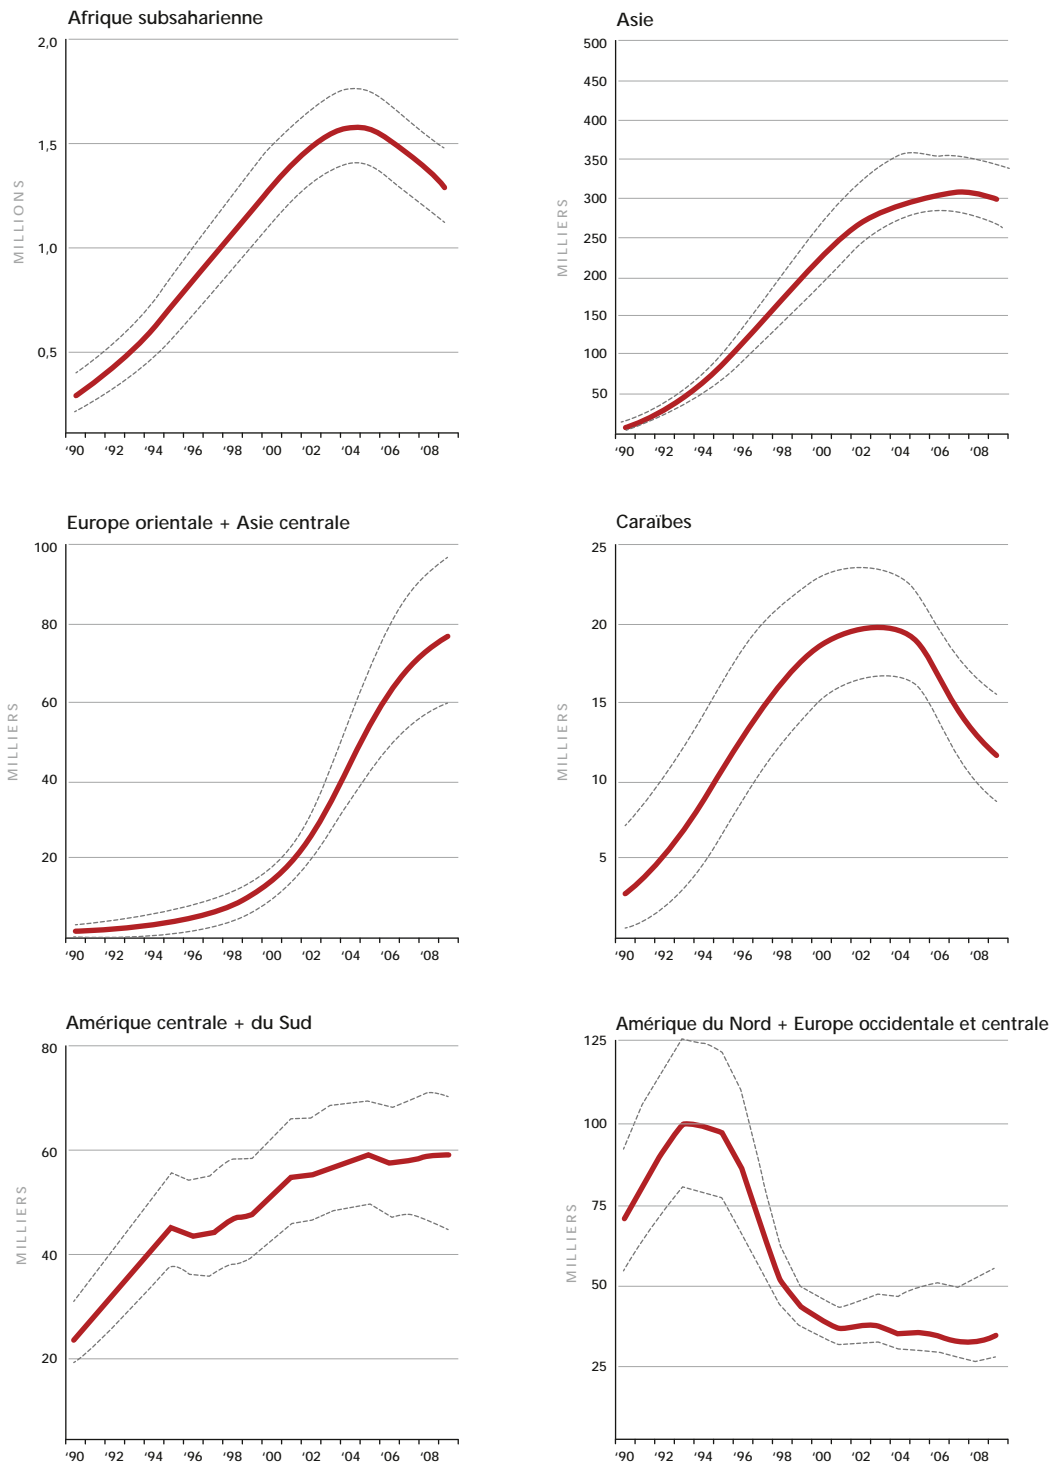 Afrique subsaharienne
2,0
1,5
1,0
0,5
MILLIONS
‘90 ‘92 ‘94 ‘96 ‘98 ‘00 ‘02 ‘04 ‘06 ‘08
Asie
500
450
400
350
300
250
200
150
100
50
MILLIERS
‘90 ‘92 ‘94 ‘96 ‘98 ‘00 ‘02 ‘04 ‘06 ‘08
Europe orientale + Asie centrale
100
80
60
40
20
MILLIERS
‘90 ‘92 ‘94 ‘96 ‘98 ‘00 ‘02 ‘04 ‘06 ‘08
Caraïbes
25
20
15
10
5
MILLIERS
‘90 ‘92 ‘94 ‘96 ‘98 ‘00 ‘02 ‘04 ‘06 ‘08
Amérique centrale + du Sud
80
60
40
20
MILLIERS
‘90 ‘92 ‘94 ‘96 ‘98 ‘00 ‘02 ‘04 ‘06 ‘08
Amérique du Nord + Europe occidentale et centrale
125
100
75
50
25
MILLIERS
‘90 ‘92 ‘94 ‘96 ‘98 ‘00 ‘02 ‘04 ‘06 ‘08